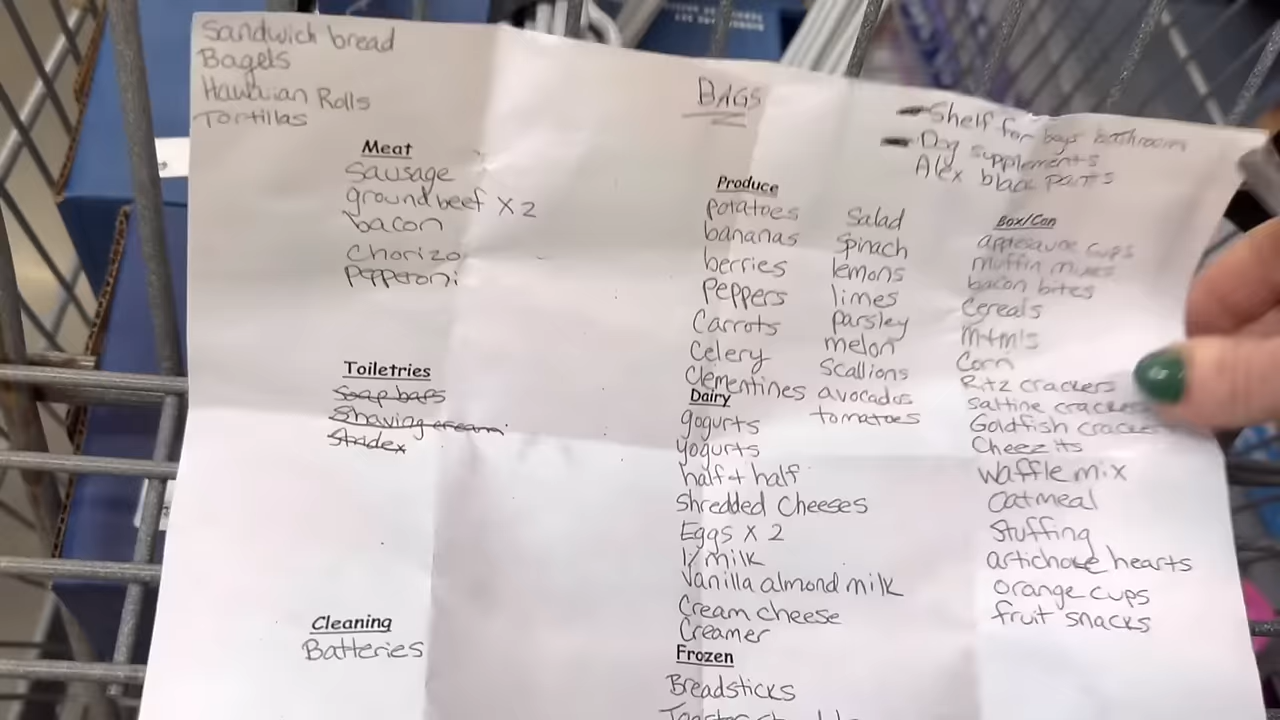 Sandwich bread
Bagels
Hawaiian Rolls
Tortillas
Meat
Sausage
ground beef X 2
bacon
Chorizo
Pepperoni
Toiletries
Soap bars
Shaving cream
Stridex
Cleaning
Batteries
BAGS
Produce
potatoes
bananas
berries
Peppers
Carrots
Celery
Clementines
Salad
Spinach
lemons
limes
parsley
melon
Scallions
avocados
tomatoes
Dairy
gogurts
yogurts
half + half
Shredded Cheeses
Eggs X 2
1% milk
Vanilla almond milk
Cream cheese
Creamer
Frozen
Breadsticks
- Shelf for boys bathroom
- Dog supplements
Alex black pants
Box/Can
applesauce cups
muffin mixes
bacon bites
Cereals
m+m's
Corn
Ritz crackers
saltine crackers
Goldfish cracke
Cheez its
Waffle mix
Oatmeal
Stuffing
artichoke hearts
orange cups
fruit snacks